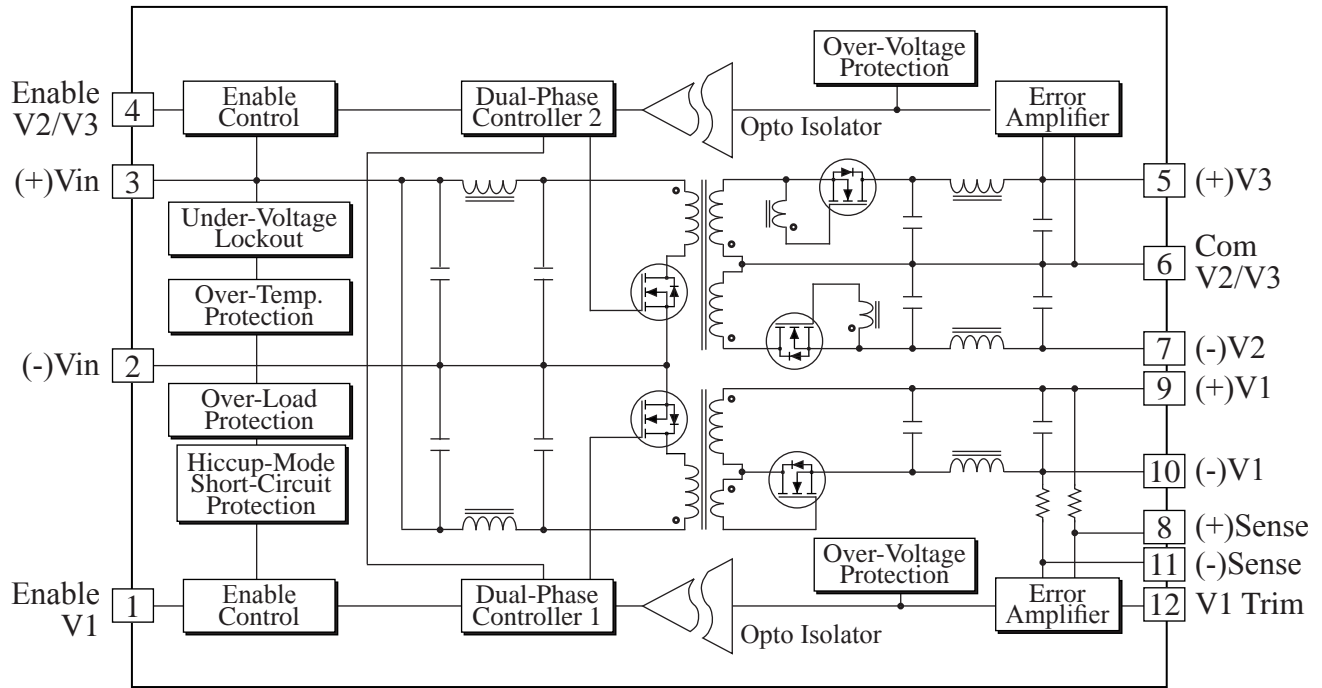 Enable
V2/V3
4
Enable
Control
Dual-Phase
Controller 2
Opto Isolator
Over-Voltage
Protection
Error
Amplifier
(+)Vin
3
Under-Voltage
Lockout
Over-Temp.
Protection
(-)Vin
2
Over-Load
Protection
Hiccup-Mode
Short-Circuit
Protection
Enable
V1
1
Enable
Control
Dual-Phase
Controller 1
Opto Isolator
Over-Voltage
Protection
Error
Amplifier
5 (+)V3
6 Com
V2/V3
7 (-)V2
9 (+)V1
10 (-)V1
8 (+)Sense
11 (-)Sense
12 V1 Trim